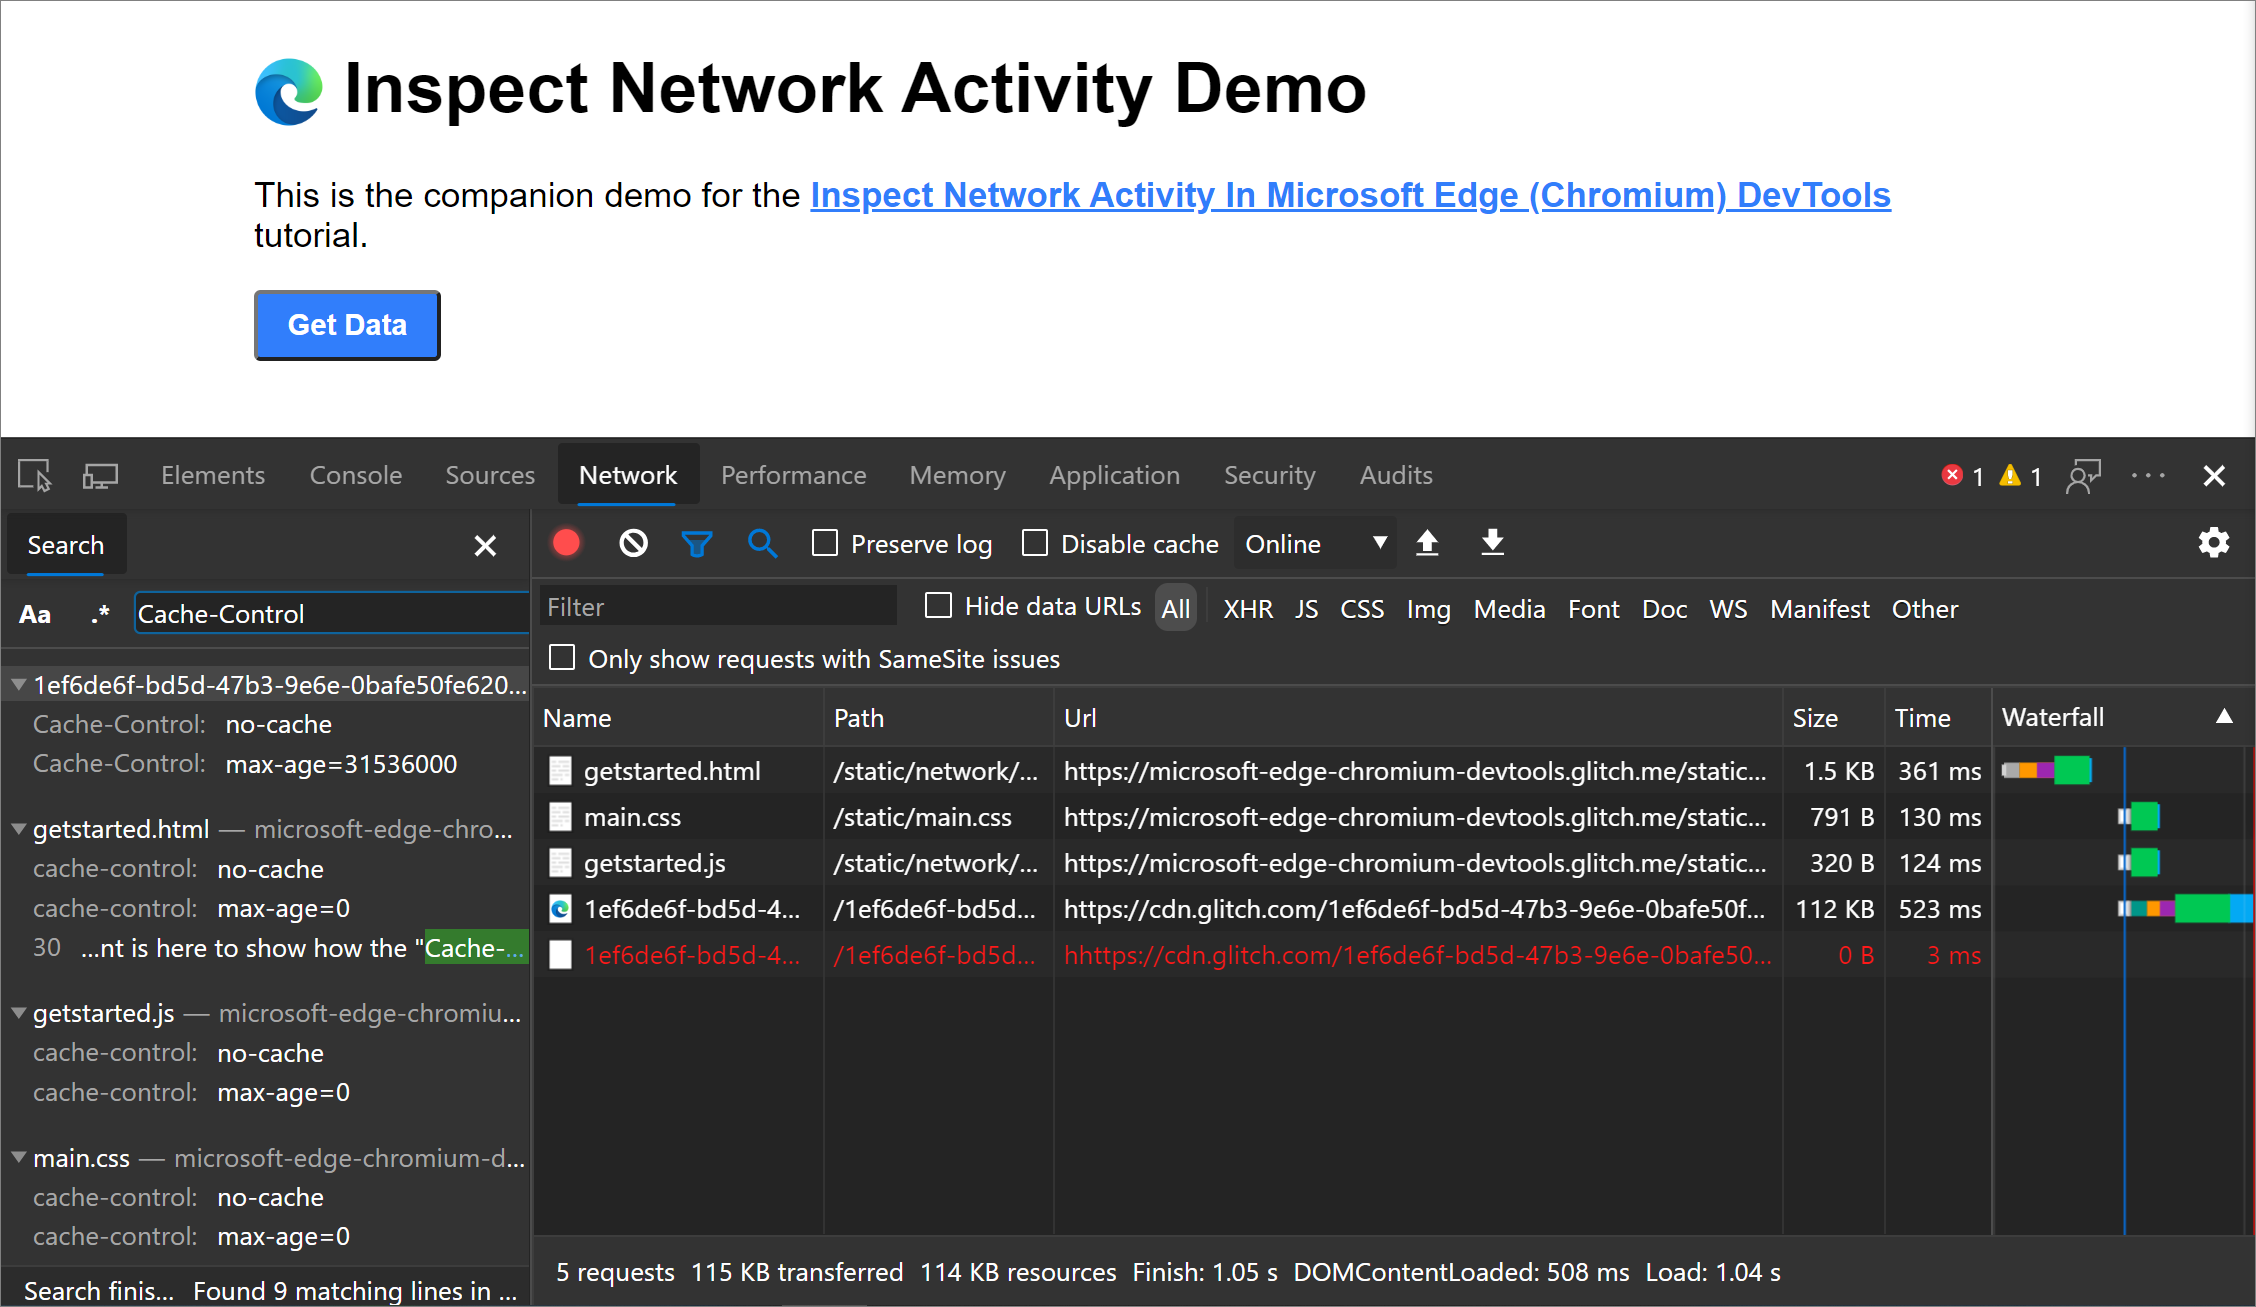 Inspect Network Activity Demo
This is the companion demo for the Inspect Network Activity In Microsoft Edge (Chromium) DevTools
tutorial.
Get Data
Elements Console Sources Network Performance Memory Application Security Audits 1 1
Search
Aa .* Cache-Control
1ef6de6f-bd5d-47b3-9e6e-0bafe50fe620...
Cache-Control: no-cache
Cache-Control: max-age=31536000
getstarted.html — microsoft-edge-chro...
cache-control: no-cache
cache-control: max-age=0
30 ...nt is here to show how the "Cache-...
getstarted.js — microsoft-edge-chromiu...
cache-control: no-cache
cache-control: max-age=0
main.css — microsoft-edge-chromium-d...
cache-control: no-cache
cache-control: max-age=0
Search finis... Found 9 matching lines in ...
Preserve log Disable cache Online
Filter Hide data URLs All XHR JS CSS Img Media Font Doc WS Manifest Other
Only show requests with SameSite issues
Name Path Url Size Time Waterfall
getstarted.html /static/network/... https://microsoft-edge-chromium-devtools.glitch.me/static... 1.5 KB 361 ms
main.css /static/main.css https://microsoft-edge-chromium-devtools.glitch.me/static... 791 B 130 ms
getstarted.js /static/network/... https://microsoft-edge-chromium-devtools.glitch.me/static... 320 B 124 ms
1ef6de6f-bd5d-4... /1ef6de6f-bd5d... https://cdn.glitch.com/1ef6de6f-bd5d-47b3-9e6e-0bafe50f... 112 KB 523 ms
1ef6de6f-bd5d-4... /1ef6de6f-bd5d... hhttps://cdn.glitch.com/1ef6de6f-bd5d-47b3-9e6e-0bafe50... 0 B 3 ms
5 requests 115 KB transferred 114 KB resources Finish: 1.05 s DOMContentLoaded: 508 ms Load: 1.04 s